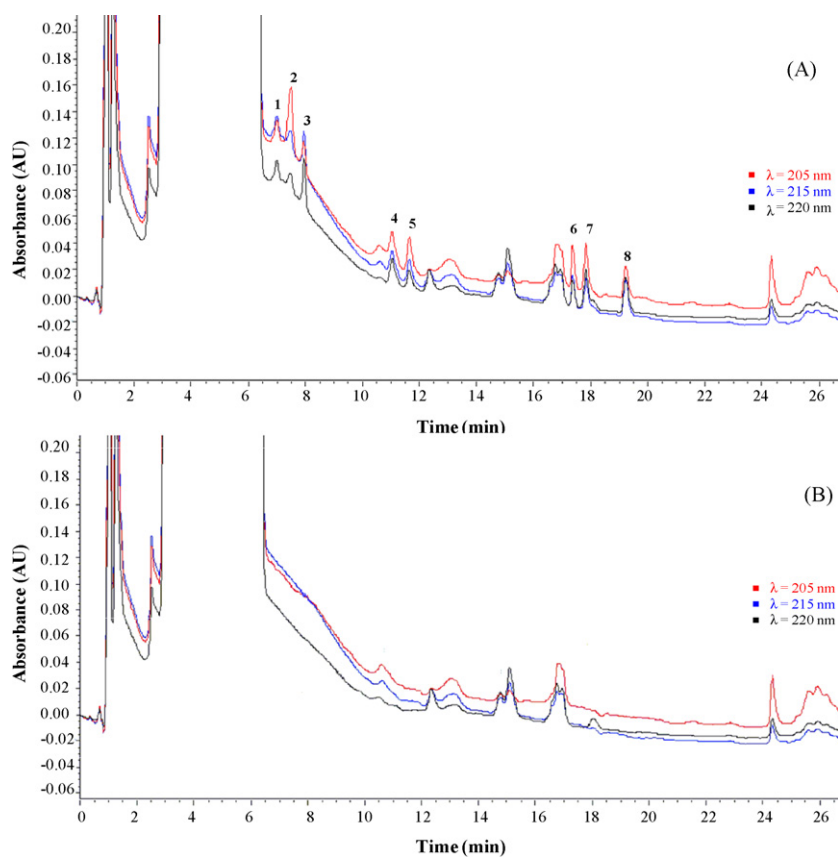 (A)
0.20
0.18
0.16
0.14
0.12
0.10
0.08
0.06
0.04
0.02
0.00
-0.02
-0.04
-0.06
Absorbance (AU)
1
2
3
4
5
6
7
8
λ = 205 nm
λ = 215 nm
λ = 220 nm
0 2 4 6 8 10 12 14 16 18 20 22 24 26
Time (min)
(B)
0.20
0.18
0.16
0.14
0.12
0.10
0.08
0.06
0.04
0.02
0.00
-0.02
-0.04
-0.06
Absorbance (AU)
λ = 205 nm
λ = 215 nm
λ = 220 nm
0 2 4 6 8 10 12 14 16 18 20 22 24 26
Time (min)